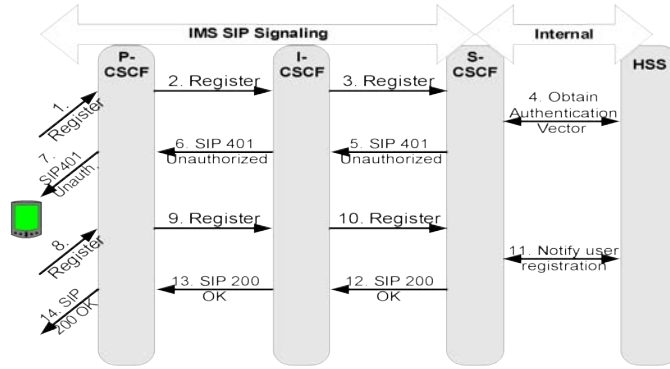 IMS SIP Signaling
Internal
P-
CSCF
I-
CSCF
S-
CSCF
HSS
1.
Register
2. Register
3. Register
4. Obtain
Authentication
Vector
5. SIP 401
Unauthorized
6. SIP 401
Unauthorized
7.
SIP401
Unauth.
8.
Register
9. Register
10. Register
11. Notify user
registration
12. SIP 200
OK
13. SIP 200
OK
14. SIP
200 OK